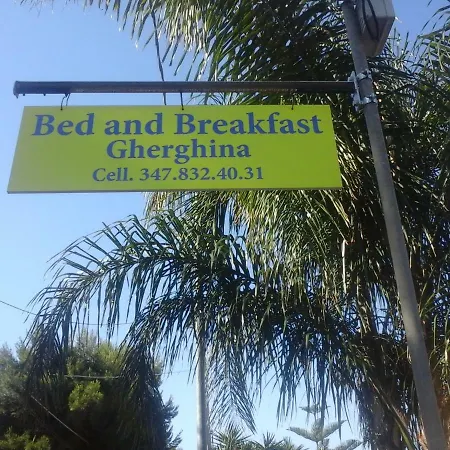 Bed and Breakfast
Gherghina
Cell. 347.832.40.31